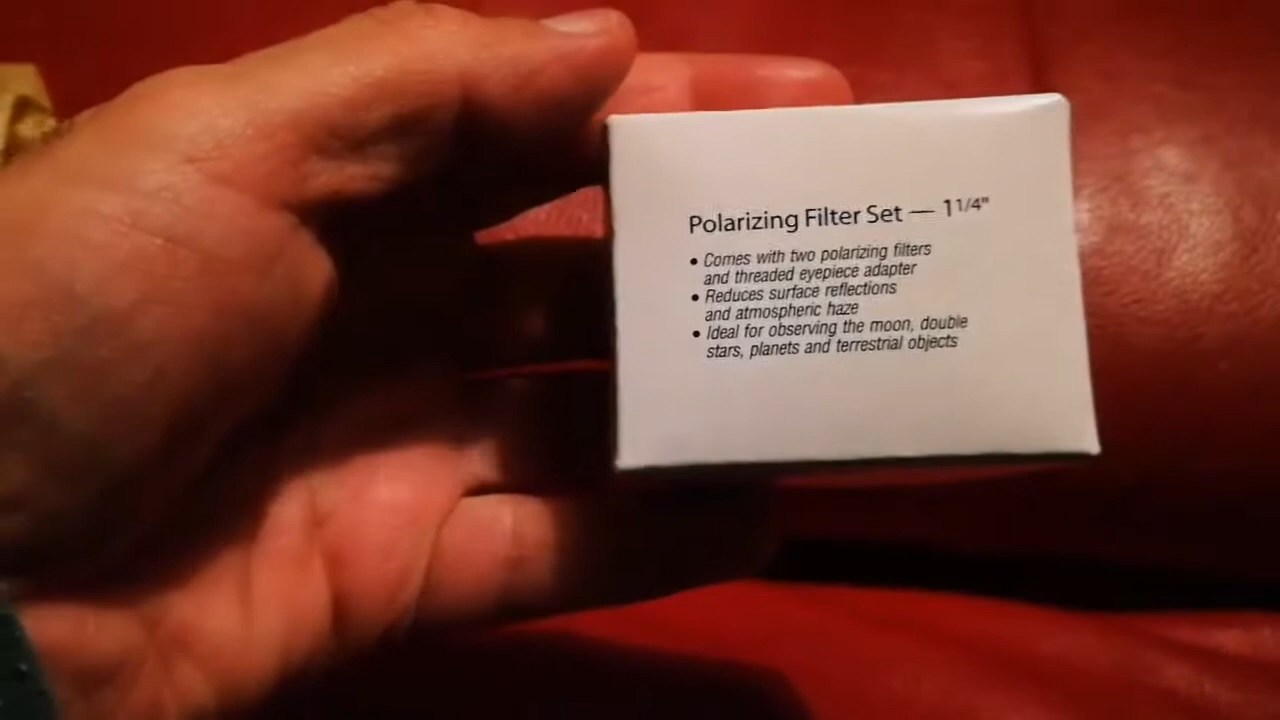 Polarizing Filter Set — 1 1/4"
• Comes with two polarizing filters
and threaded eyepiece adapter
• Reduces surface reflections
and atmospheric haze
• Ideal for observing the moon, double
stars, planets and terrestrial objects